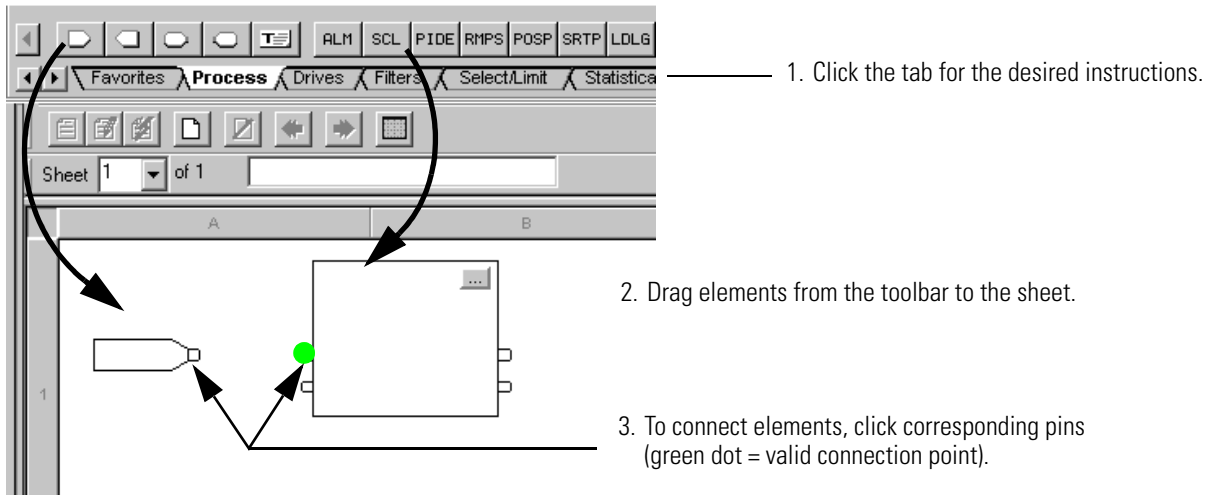 T ALM SCL PIDE RMPS POSP SRTP LDLG
Favorites Process Drives Filters Select/Limit Statistica
1. Click the tab for the desired instructions.
Sheet 1 of 1
A B
...
2. Drag elements from the toolbar to the sheet.
1
3. To connect elements, click corresponding pins
(green dot = valid connection point).